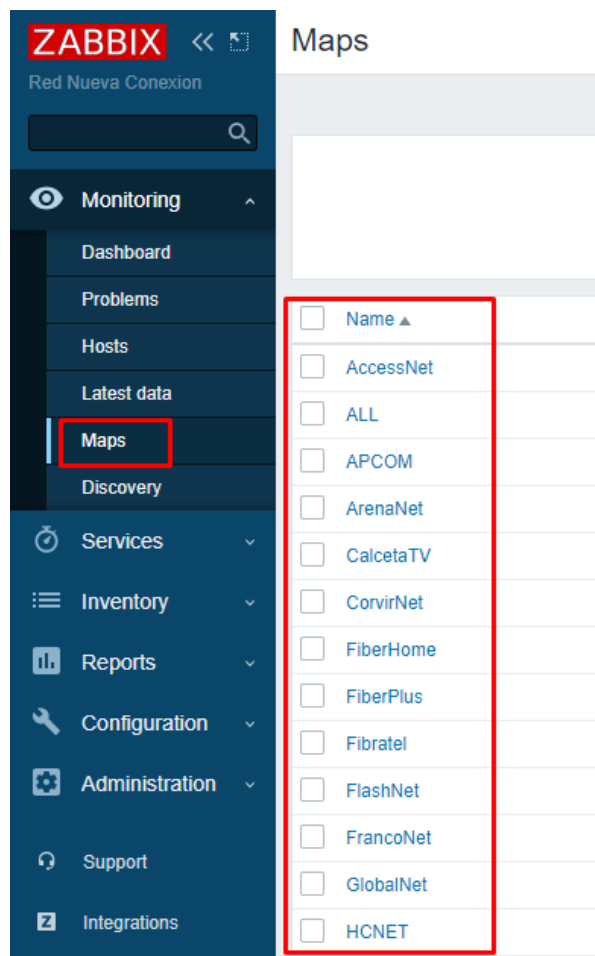 ZABBIX
Maps
Red Nueva Conexion
Monitoring
Dashboard
Problems
Hosts
Latest data
Maps
Discovery
Services
Inventory
Reports
Configuration
Administration
Support
Z Integrations
Name
AccessNet
ALL
APCOM
ArenaNet
CalcetaTV
CorvirNet
FiberHome
FiberPlus
Fibratel
FlashNet
FrancoNet
GlobalNet
HCNET